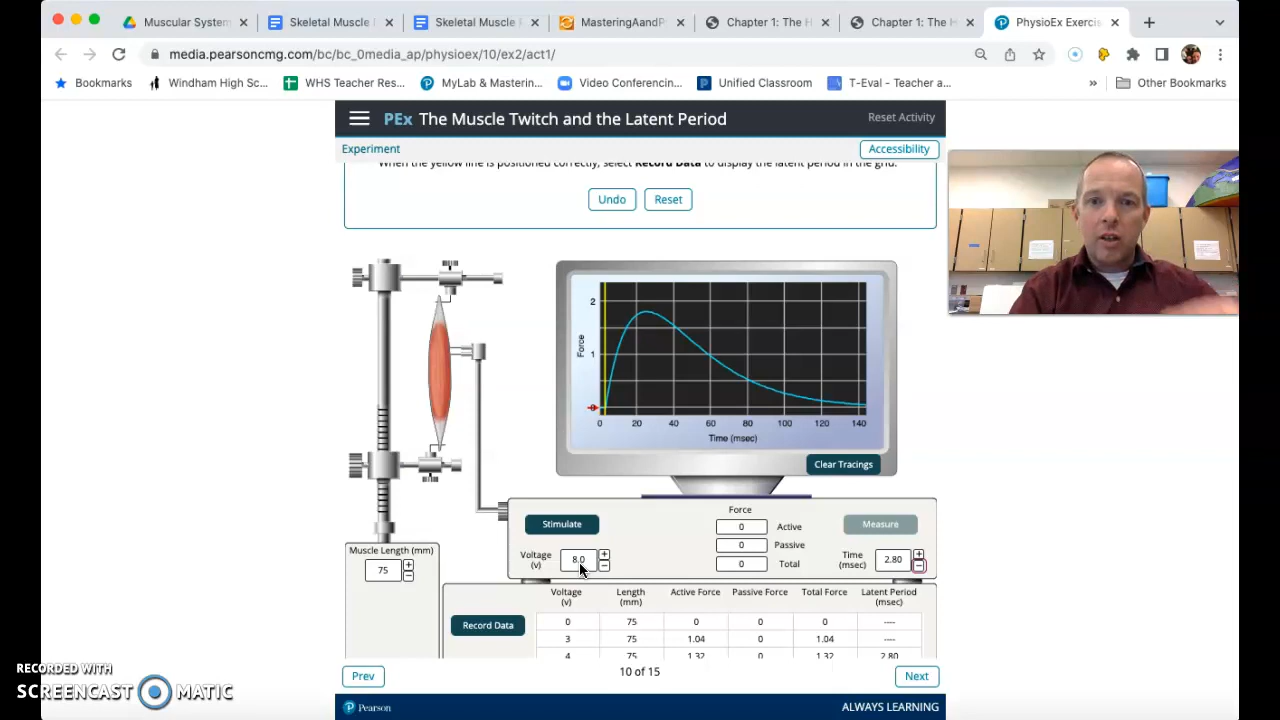 Muscular System
Skeletal Muscle
Skeletal Muscle
MasteringAandP
Chapter 1: The H
Chapter 1: The H
PhysioEx Exercis
media.pearsoncmg.com/bc/bc_0media_ap/physioex/10/ex2/act1/
Bookmarks
Windham High Sc...
WHS Teacher Res...
MyLab & Mastering...
Video Conferencing...
Unified Classroom
T-Eval - Teacher a...
»
Other Bookmarks
PEx The Muscle Twitch and the Latent Period
Reset Activity
Experiment
Accessibility
When the yellow line is positioned correctly, select Record Data to display the latent period in the grid.
Undo
Reset
2
1
0
Force
0 20 40 60 80 100 120 140
Time (msec)
Clear Tracings
Stimulate
Voltage (v)
8.0
+
−
Force
0 Active
0 Passive
0 Total
Measure
Time (msec)
2.80
+
−
Muscle Length (mm)
75
+
−
Record Data
Voltage (v) Length (mm) Active Force Passive Force Total Force Latent Period (msec)
0 75 0 0 0 ----
3 75 1.04 0 1.04 ----
4 75 1.32 0 1.32 2.80
Prev
10 of 15
Next
Pearson
ALWAYS LEARNING
RECORDED WITH
SCREENCAST MATIC